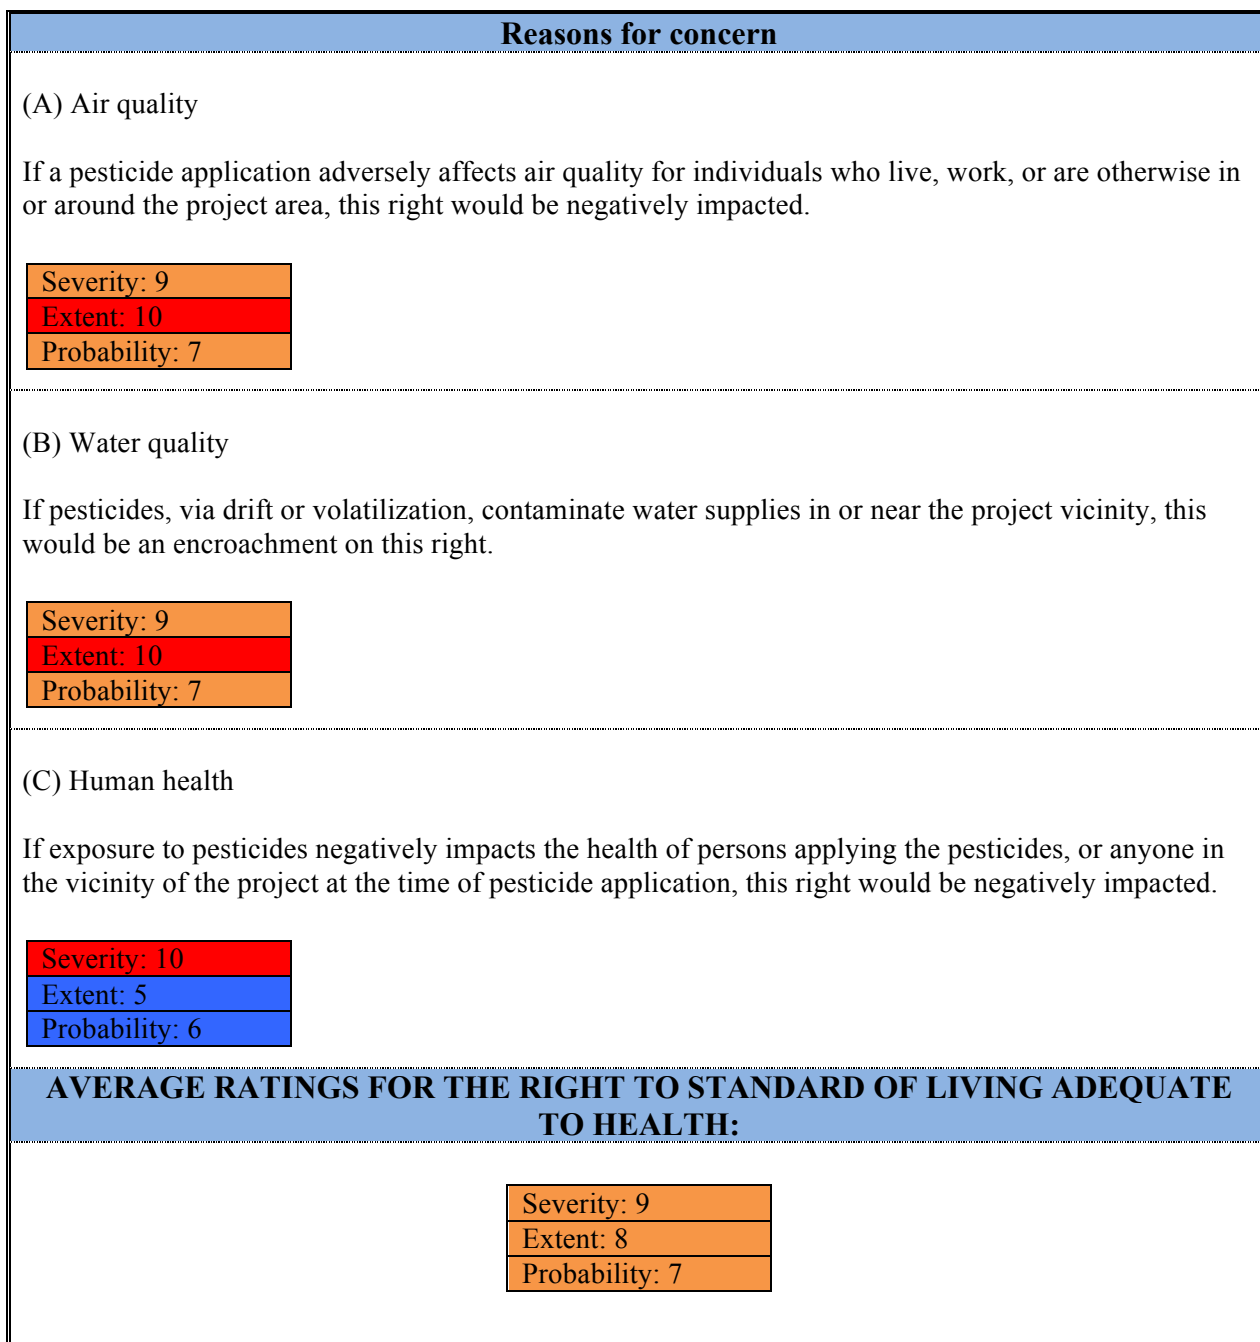 Reasons for concern
(A) Air quality
If a pesticide application adversely affects air quality for individuals who live, work, or are otherwise in
or around the project area, this right would be negatively impacted.
Severity: 9
Extent: 10
Probability: 7
(B) Water quality
If pesticides, via drift or volatilization, contaminate water supplies in or near the project vicinity, this
would be an encroachment on this right.
Severity: 9
Extent: 10
Probability: 7
(C) Human health
If exposure to pesticides negatively impacts the health of persons applying the pesticides, or anyone in
the vicinity of the project at the time of pesticide application, this right would be negatively impacted.
Severity: 10
Extent: 5
Probability: 6
AVERAGE RATINGS FOR THE RIGHT TO STANDARD OF LIVING ADEQUATE
TO HEALTH:
Severity: 9
Extent: 8
Probability: 7